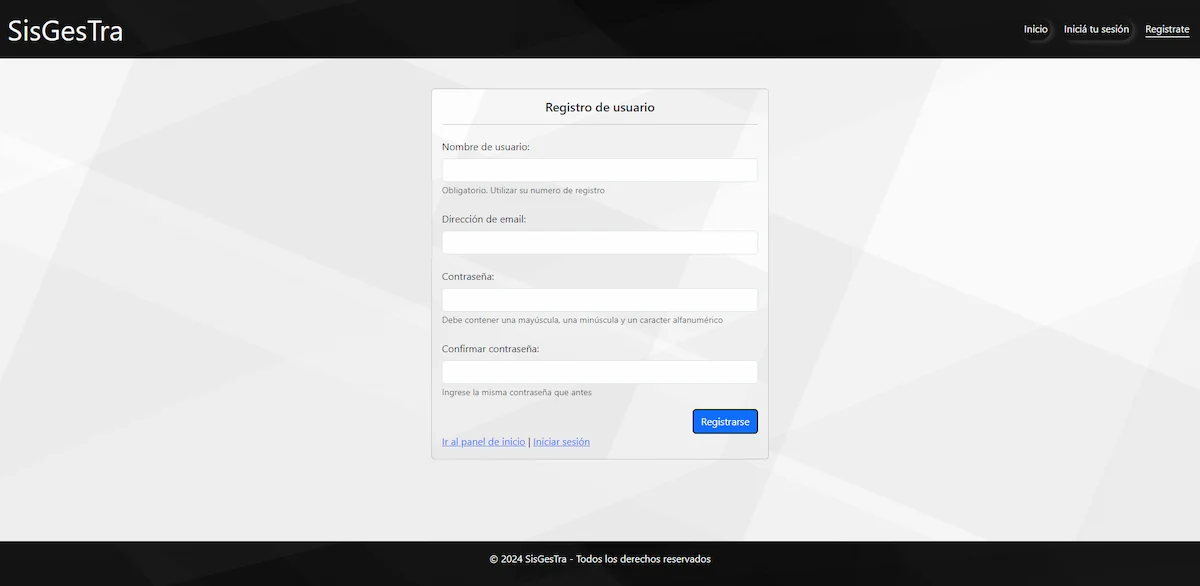 SisGesTra
Inicio
Iniciá tu sesión
Registrate
Registro de usuario
Nombre de usuario:
Obligatorio. Utilizar su numero de registro
Dirección de email:
Contraseña:
Debe contener una mayúscula, una minúscula y un caracter alfanumérico
Confirmar contraseña:
Ingrese la misma contraseña que antes
Registrarse
Ir al panel de inicio | Iniciar sesión
© 2024 SisGesTra - Todos los derechos reservados